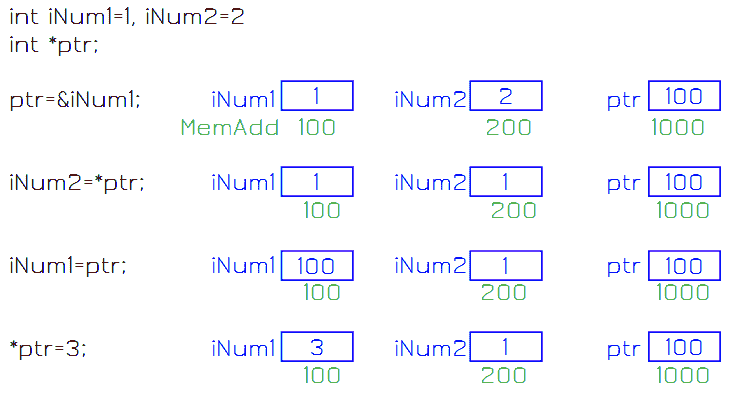 int iNum1=1, iNum2=2
int *ptr;
ptr=&iNum1; iNum1 1 iNum2 2 ptr 100
MemAdd 100 200 1000
iNum2=*ptr; iNum1 1 iNum2 1 ptr 100
100 200 1000
iNum1=ptr; iNum1 100 iNum2 1 ptr 100
100 200 1000
*ptr=3; iNum1 3 iNum2 1 ptr 100
100 200 1000